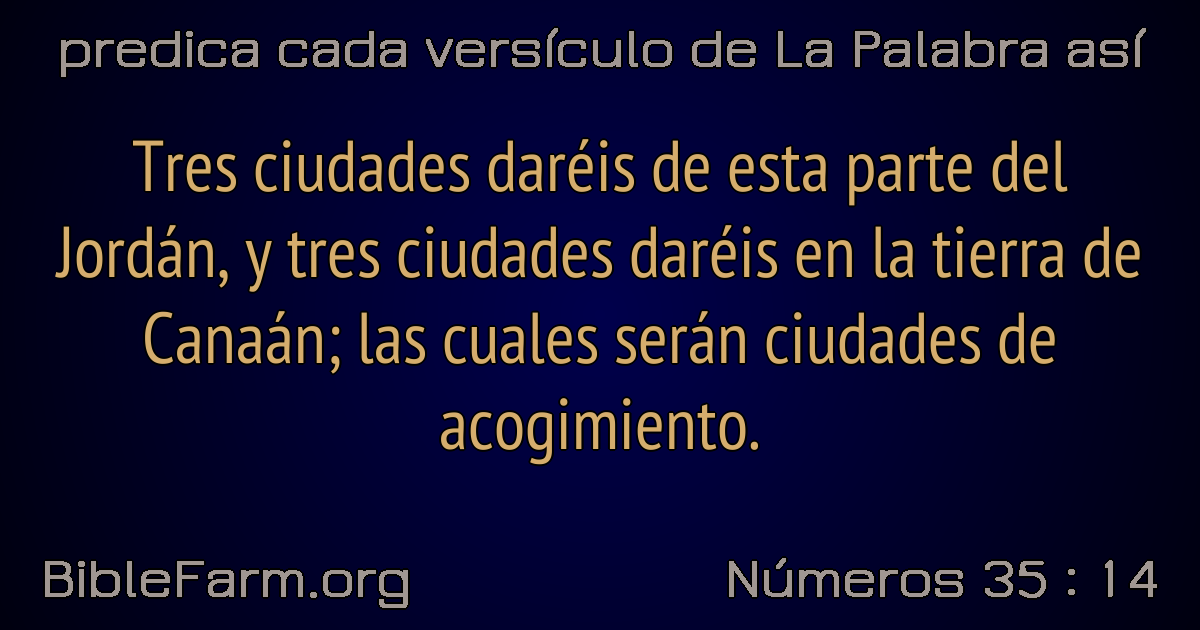 predica cada versículo de La Palabra así
Tres ciudades daréis de esta parte del
Jordán, y tres ciudades daréis en la tierra de
Canaán; las cuales serán ciudades de
acogimiento.
BibleFarm.org
Números 35 : 14